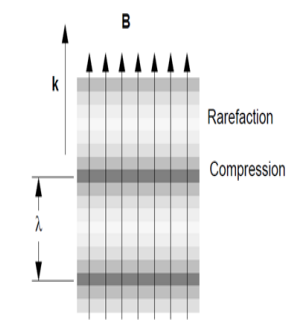 B
k
Rarefaction
Compression
λ